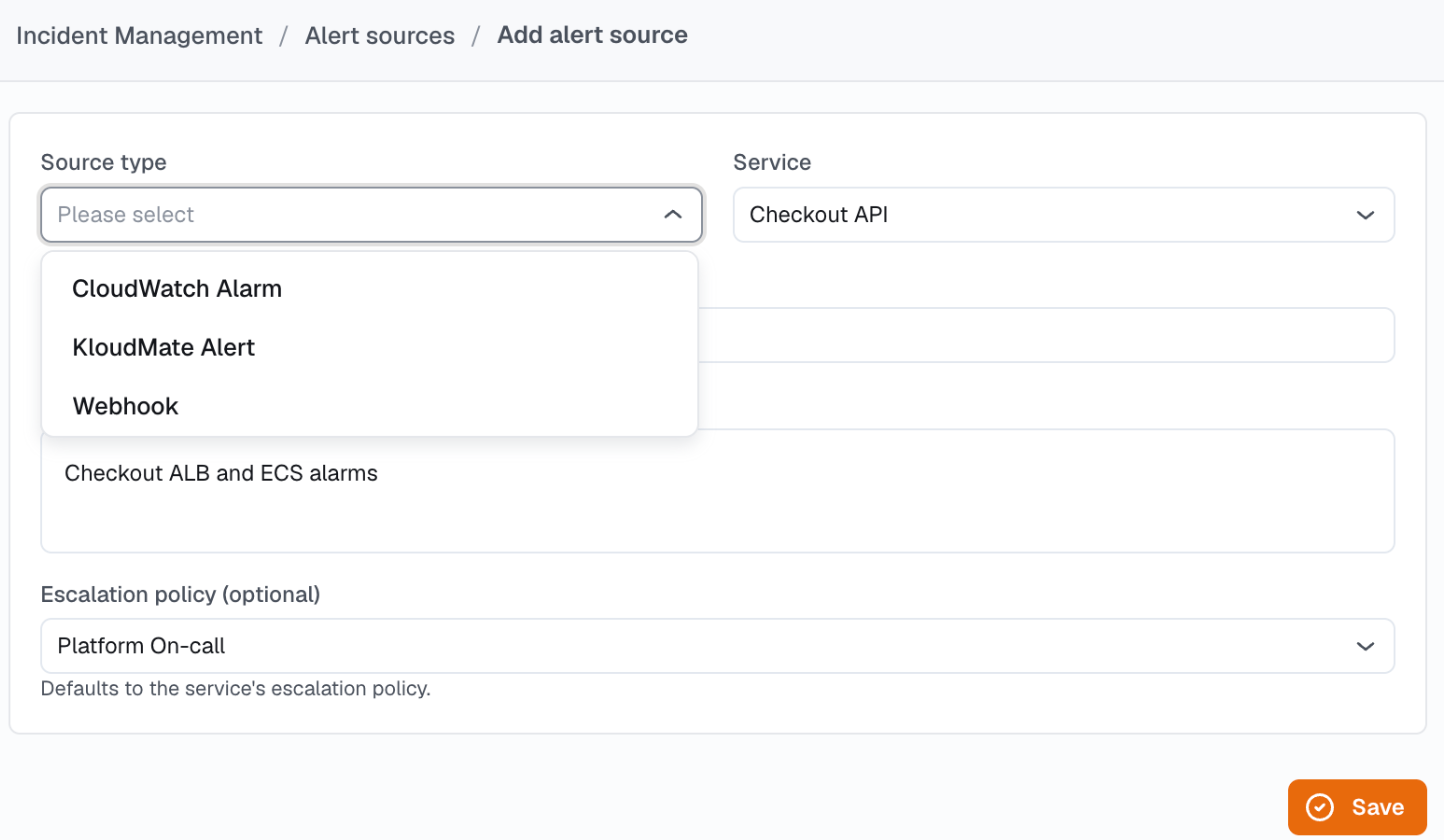 Incident Management / Alert sources / Add alert source
Source type
Service
Please select
Checkout API
CloudWatch Alarm
KloudMate Alert
Webhook
Checkout ALB and ECS alarms
Escalation policy (optional)
Platform On-call
Defaults to the service's escalation policy.
Save